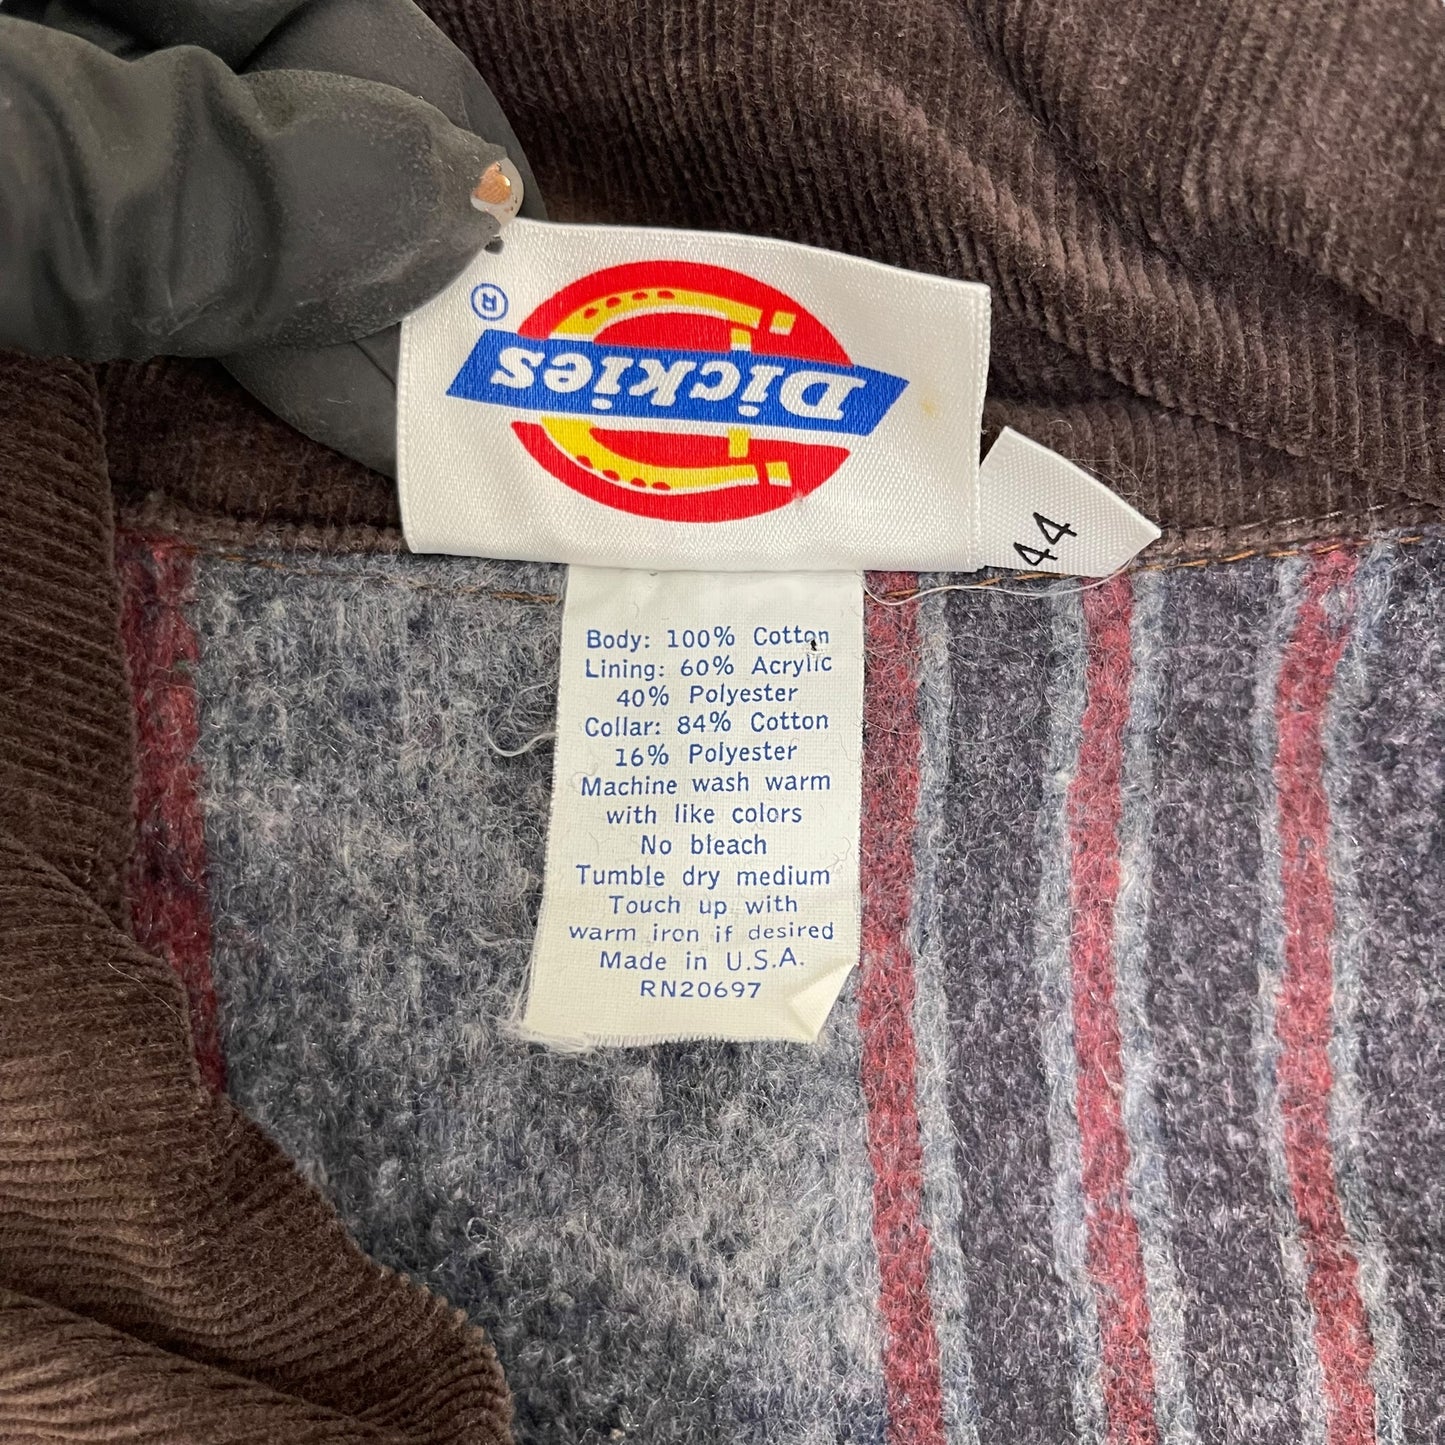 Dickies ®
44
Body: 100% Cotton
Lining: 60% Acrylic
40% Polyester
Collar: 84% Cotton
16% Polyester
Machine wash warm
with like colors
No bleach
Tumble dry medium
Touch up with
warm iron if desired
Made in U.S.A.
RN20697